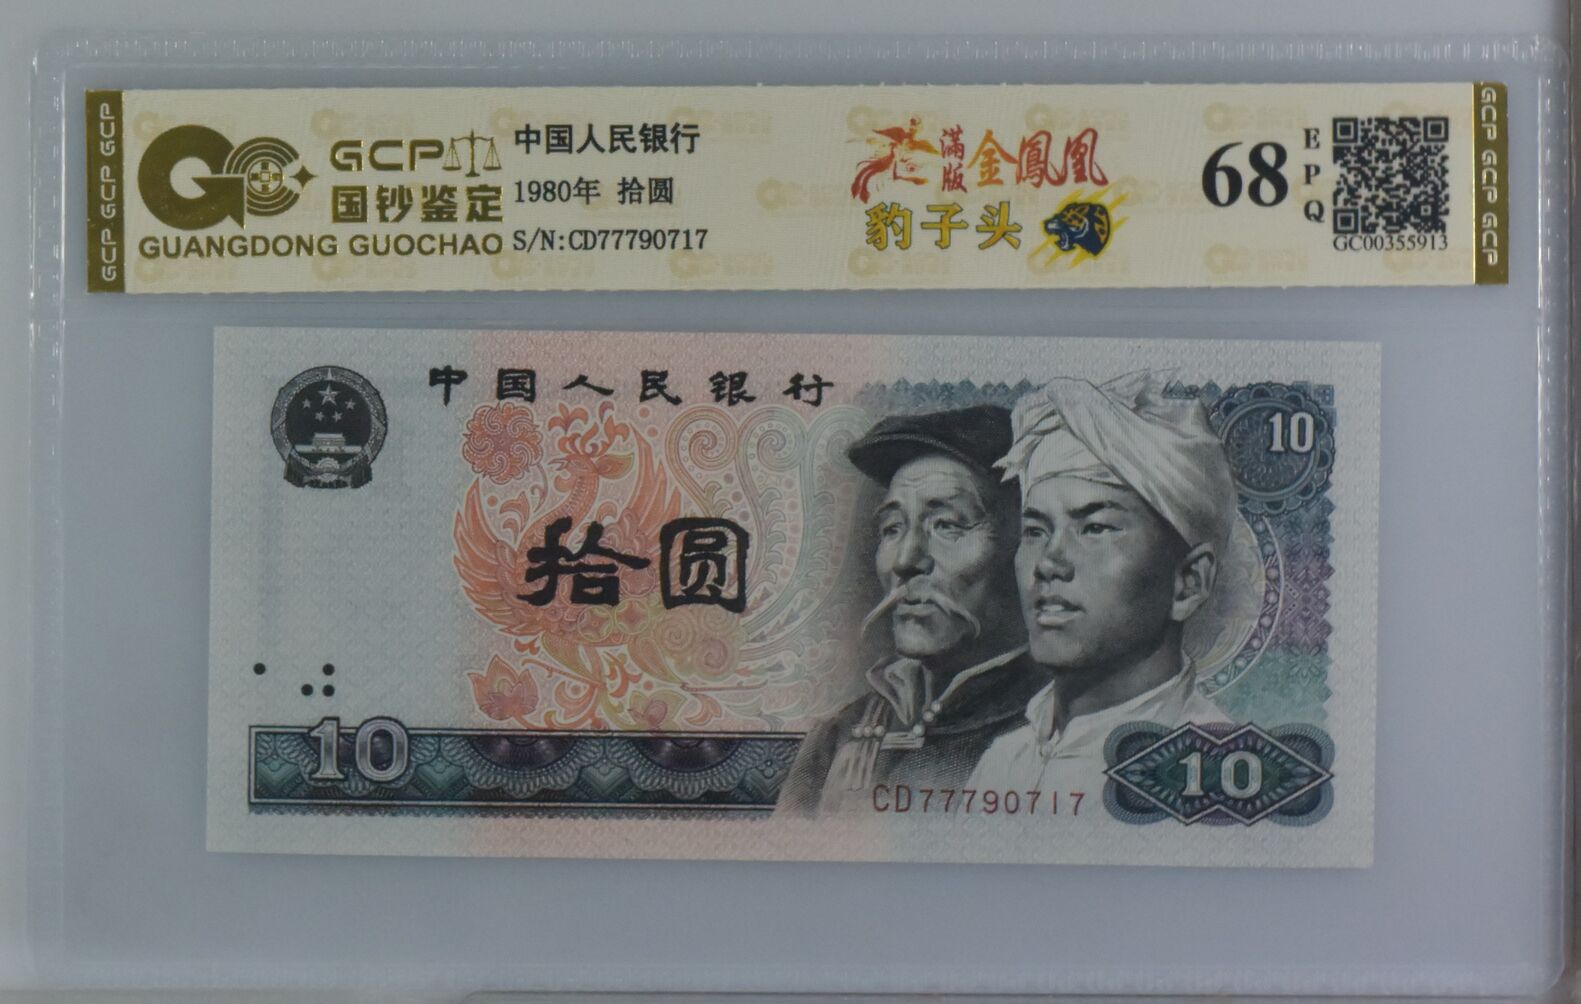 GCP GCP GCP
GCP
国钞鉴定
GUANGDONG GUOCHAO
中国人民银行
1980年 拾圆
S/N:CD77790717
滿版
金鳳凰
豹子头
68
EPQ
GC00355913
GCP GCP GCP
中国人民银行
10
拾圆
10
CD77790717
10